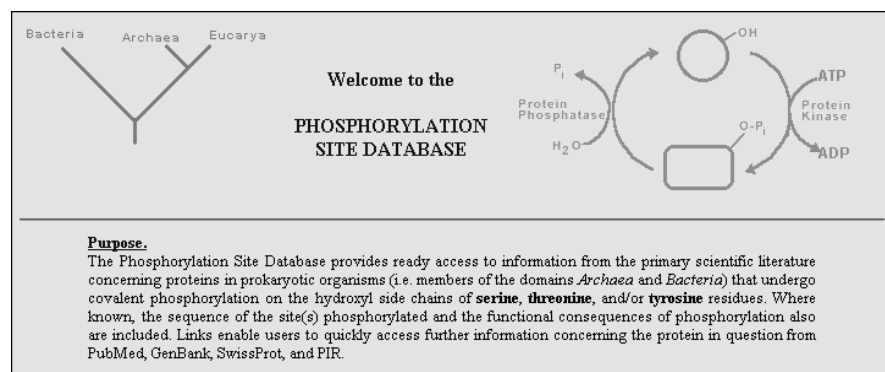 Bacteria Archaea Eucarya
Welcome to the
PHOSPHORYLATION
SITE DATABASE
OH
Pi
ATP
Protein
Phosphatase
Protein
Kinase
O-Pi
H2O
ADP
Purpose.
The Phosphorylation Site Database provides ready access to information from the primary scientific literature
concerning proteins in prokaryotic organisms (i.e. members of the domains Archaea and Bacteria) that undergo
covalent phosphorylation on the hydroxyl side chains of serine, threonine, and/or tyrosine residues. Where
known, the sequence of the site(s) phosphorylated and the functional consequences of phosphorylation also
are included. Links enable users to quickly access further information concerning the protein in question from
PubMed, GenBank, SwissProt, and PIR.